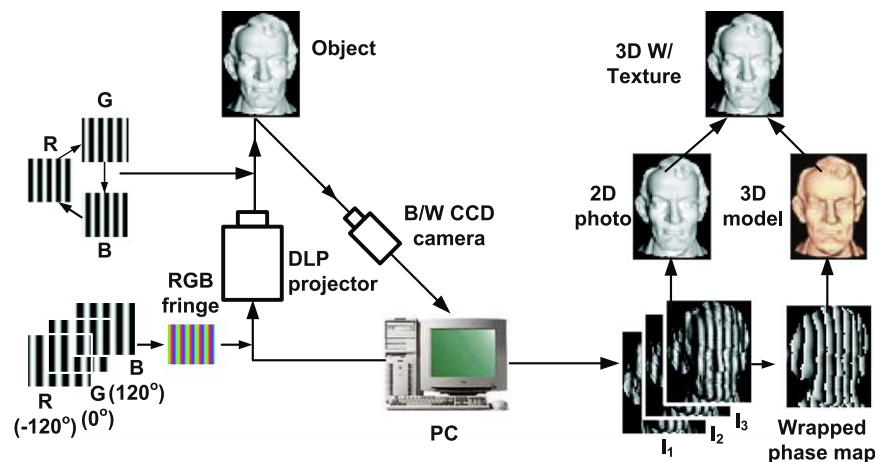 Object
3D W/
Texture
G
R
B
2D
photo
3D
model
B/W CCD
camera
DLP
projector
RGB
fringe
B
(120°)
G
(0°)
R
(-120°)
PC
I₁
I₂
I₃
Wrapped
phase map